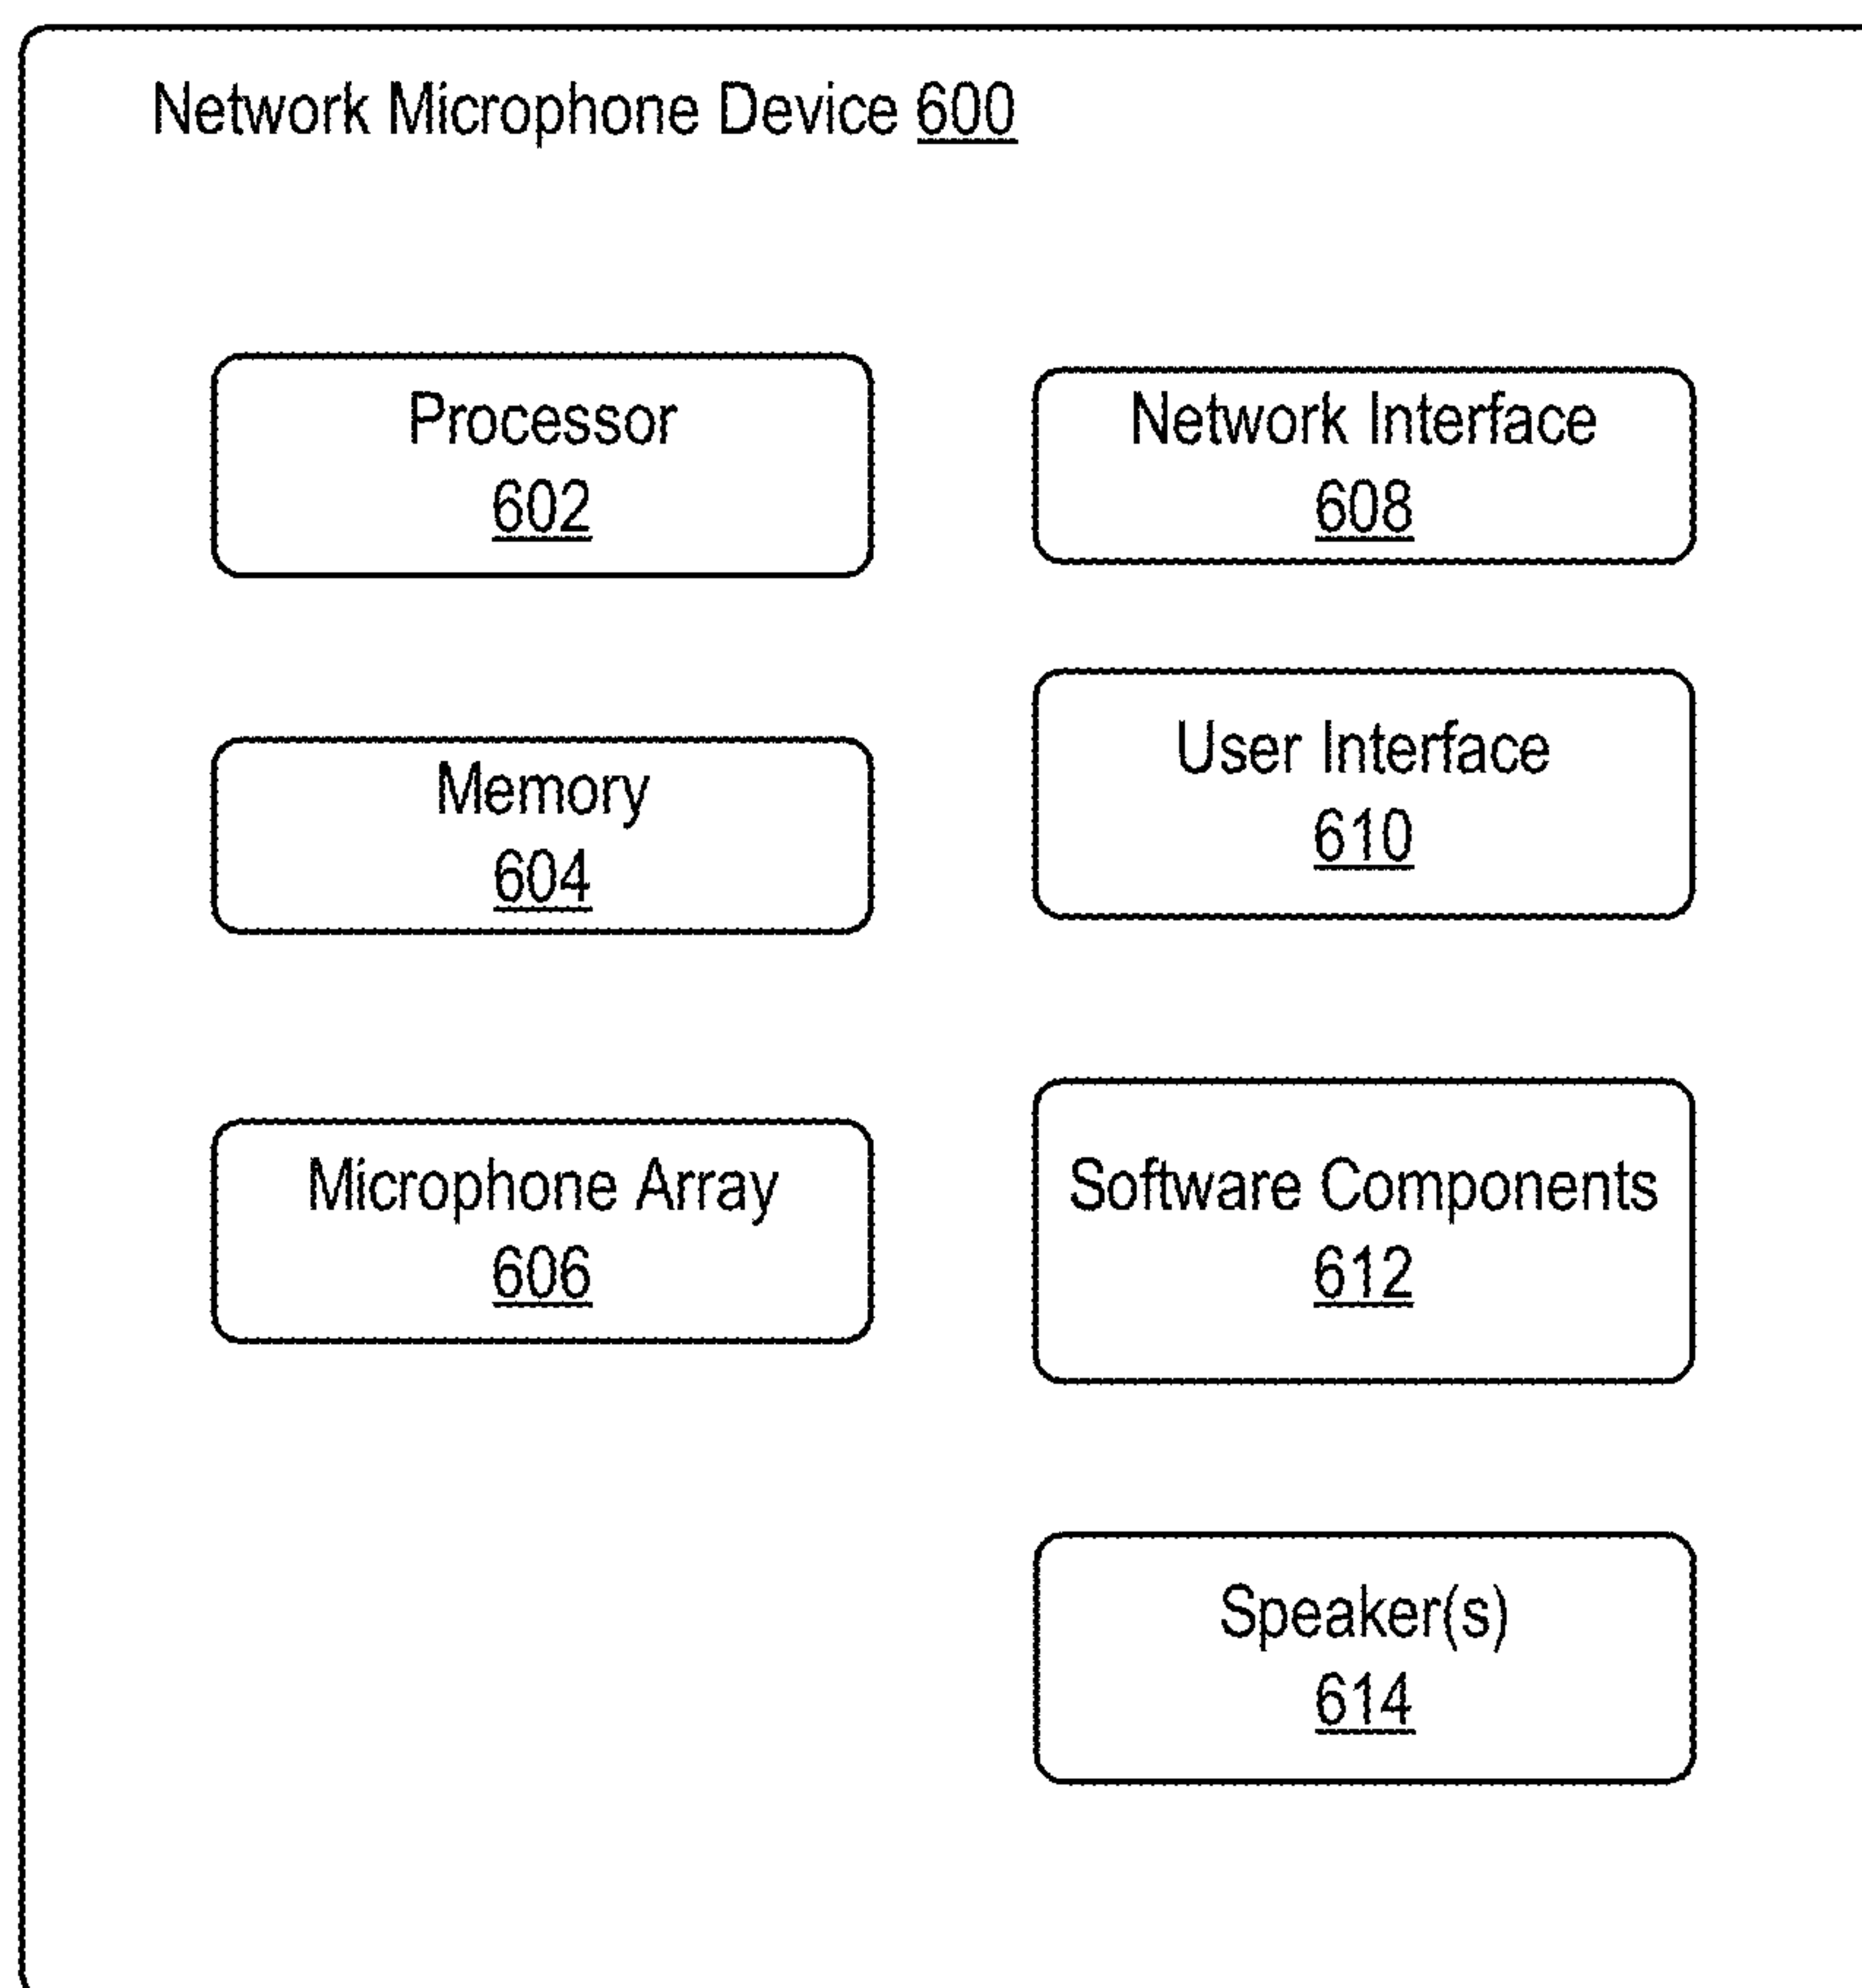 Network Microphone Device 600
Processor
602
Network Interface
608
Memory
604
User Interface
610
Microphone Array
606
Software Components
612
Speaker(s)
614